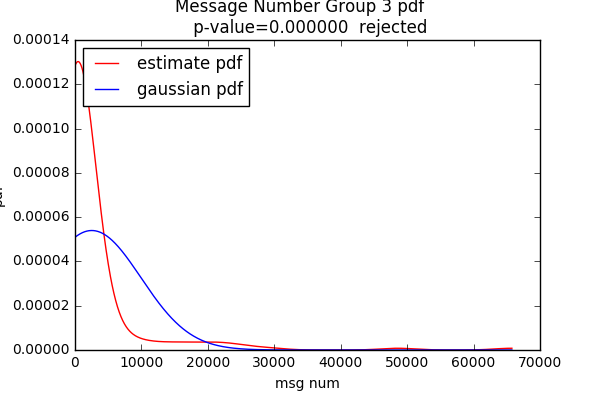 Message Number Group 3 pdf
p-value=0.000000 rejected
estimate pdf
gaussian pdf
0.00014
0.00012
0.00010
0.00008
0.00006
0.00004
0.00002
0.00000
0 10000 20000 30000 40000 50000 60000 70000
msg num